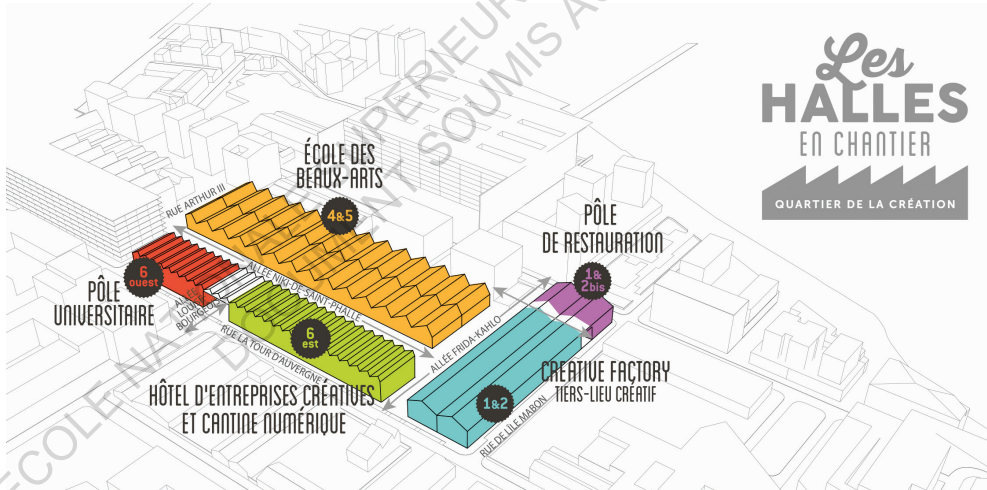 Les
HALLES
EN CHANTIER
QUARTIER DE LA CRÉATION
ÉCOLE DES
BEAUX-ARTS
4&5
RUE ARTHUR III
PÔLE
DE RESTAURATION
1&
2bis
6
ouest
PÔLE
UNIVERSITAIRE
ALLÉE NIKI-DE-SAINT-PHALLE
ALLÉE FRIDA-KAHLO
RUE LA TOUR D'AUVERGNE
6
est
HÔTEL D'ENTREPRISES CRÉATIVES
ET CANTINE NUMÉRIQUE
CREATIVE FACTORY
TIERS-LIEU CRÉATIF
1&2
RUE DE L'ÎLE MABON